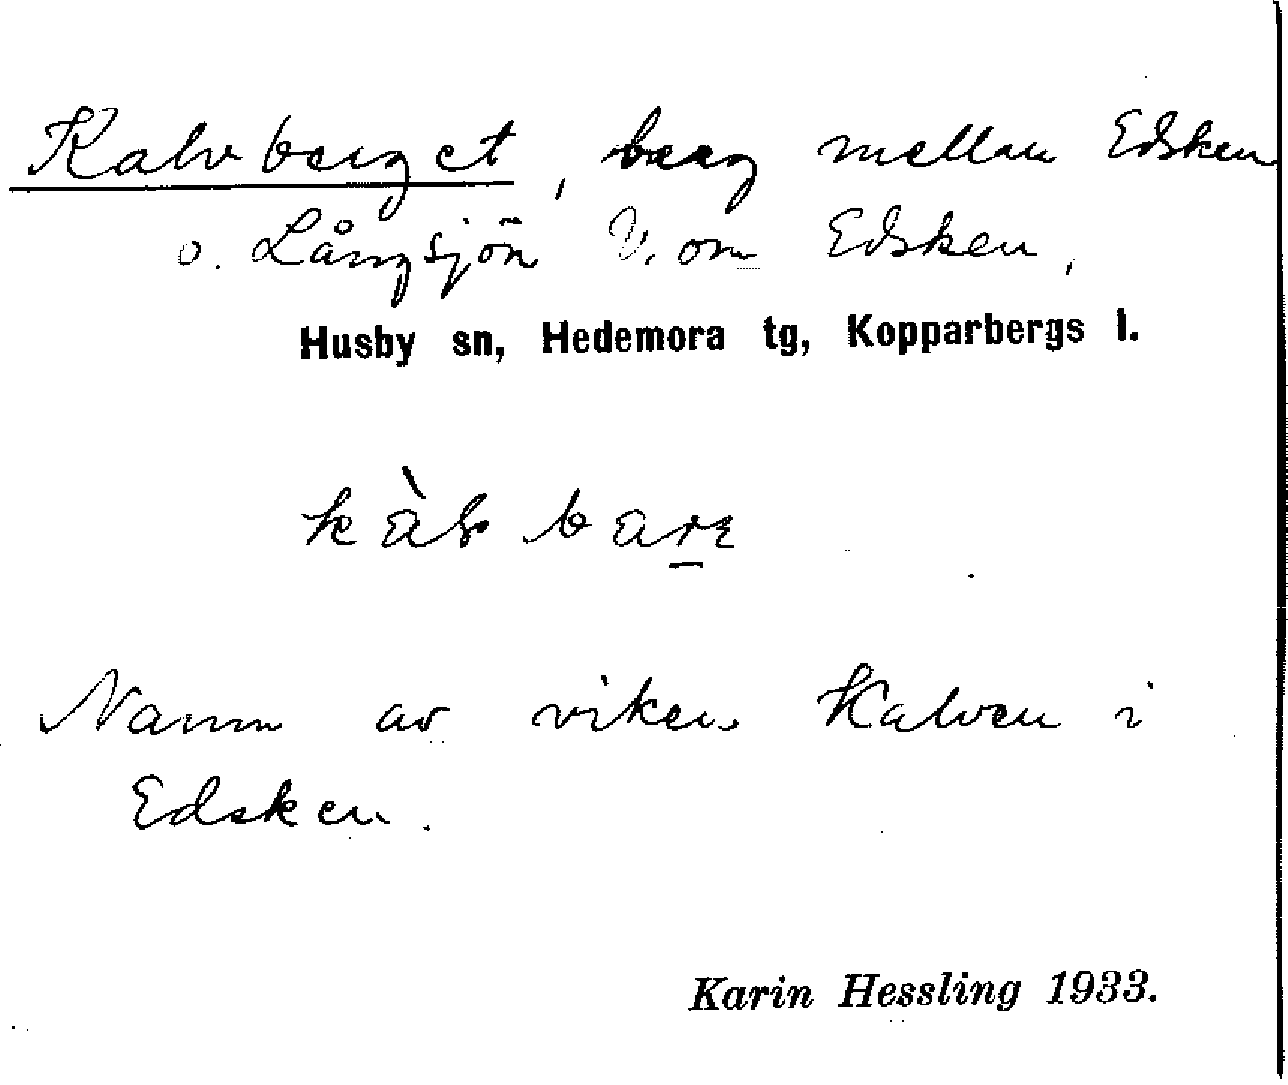 Kalvberget, berg mellan Edsken
o. Långsjön V. om Edsken,
Husby sn, Hedemora tg, Kopparbergs l.
Namn av viken Kalven i
Edsken.
Karin Hessling 1933.